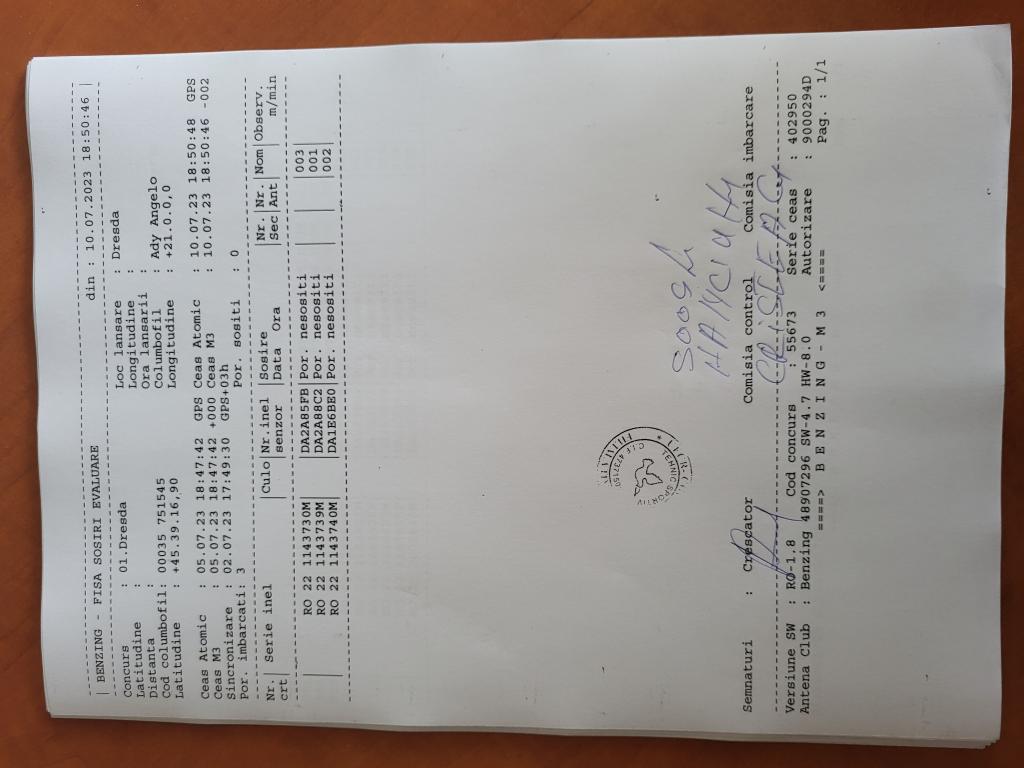 | BENZING - FISA SOSIRI EVALUARE din : 10.07.2023 18:50:46 |
Concurs : 01.Dresda Loc lansare : Dresda
Latitudine : Longitudine :
Distanta : Ora lansarii :
Cod columbofil: 00035 751545 Columbofil : Ady Angelo
Latitudine : +45.39.16,90 Longitudine : +21.0.0,0
Ceas Atomic : 05.07.23 18:47:42 GPS Ceas Atomic : 10.07.23 18:50:48 GPS
Ceas M3 : 05.07.23 18:47:42 +000 Ceas M3 : 10.07.23 18:50:46 -002
Sincronizare : 02.07.23 17:49:30 GPS+03h
Por. imbarcati: 3 Por. sositi : 0
Nr.| Serie inel |Culo|Nr.inel |Sosire |Nr.|Nr.|Nom|Observ.
crt| | |senzor |Data Ora |Sec|Ant| | m/min
| RO 22 1143730M | |DA2A85FB|Por. nesositi | | |003|
| RO 22 1143739M | |DA2A88C2|Por. nesositi | | |001|
| RO 22 1143740M | |DA1E6BE0|Por. nesositi | | |002|
TEHNIC SPORTIV
C.I.F. 47372150
SOOS
HANCIU
CRISTEA
Semnaturi : Crescator Comisia control Comisia imbarcare
Versiune SW : RO-1.8 Cod concurs : 55673 Serie ceas : 402950
Antena Club : Benzing 48907296 SW-4.7 HW-8.0 Autorizare : 9000294D
====> B E N Z I N G - M 3 <==== Pag. : 1/1